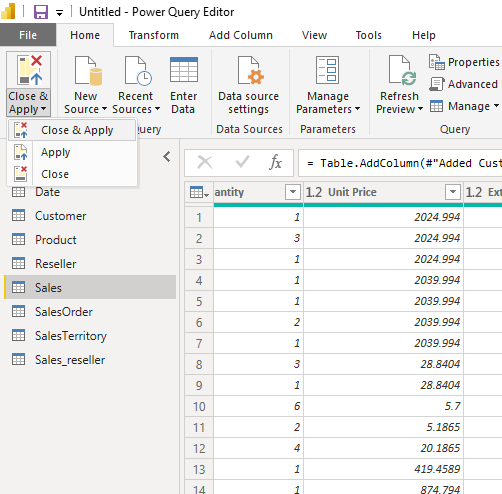 Untitled - Power Query Editor
File Home Transform Add Column View
Close & Apply
New Source
Recent Sources
Enter Data
Data source settings
Manage Parameters
Refresh Preview
Properties
Advanced
Manage
Query Data Sources Parameters Query
Close & Apply
Apply
Close
= Table.AddColumn(#"Added Cust
antity 1.2 Unit Price 1.2 Ext
Date
Customer
Product
Reseller
Sales
SalesOrder
SalesTerritory
Sales_reseller
1 1 2024.994
2 3 2024.994
3 1 2024.994
4 1 2039.994
5 1 2039.994
6 2 2039.994
7 1 2039.994
8 3 28.8404
9 1 28.8404
10 6 5.7
11 2 5.1865
12 4 20.1865
13 1 419.4589
14 1 874.794